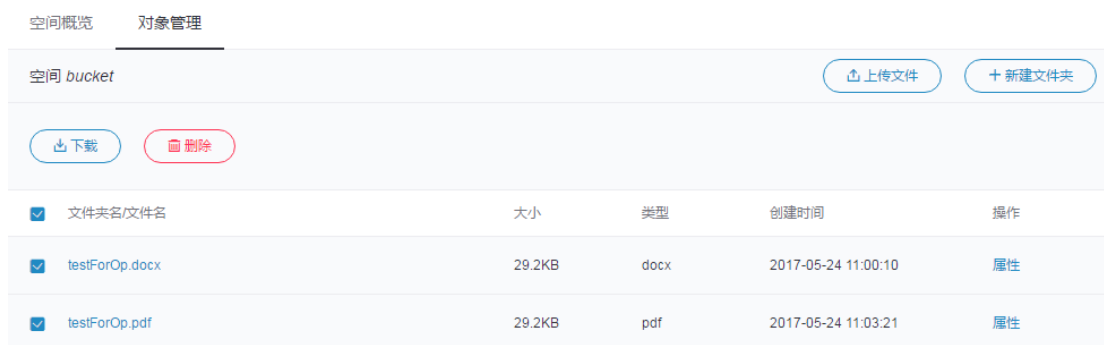 空间概览 对象管理
空间 bucket 上传文件 新建文件夹
下载 删除
文件夹名/文件名 大小 类型 创建时间 操作
testForOp.docx 29.2KB docx 2017-05-24 11:00:10 属性
testForOp.pdf 29.2KB pdf 2017-05-24 11:03:21 属性